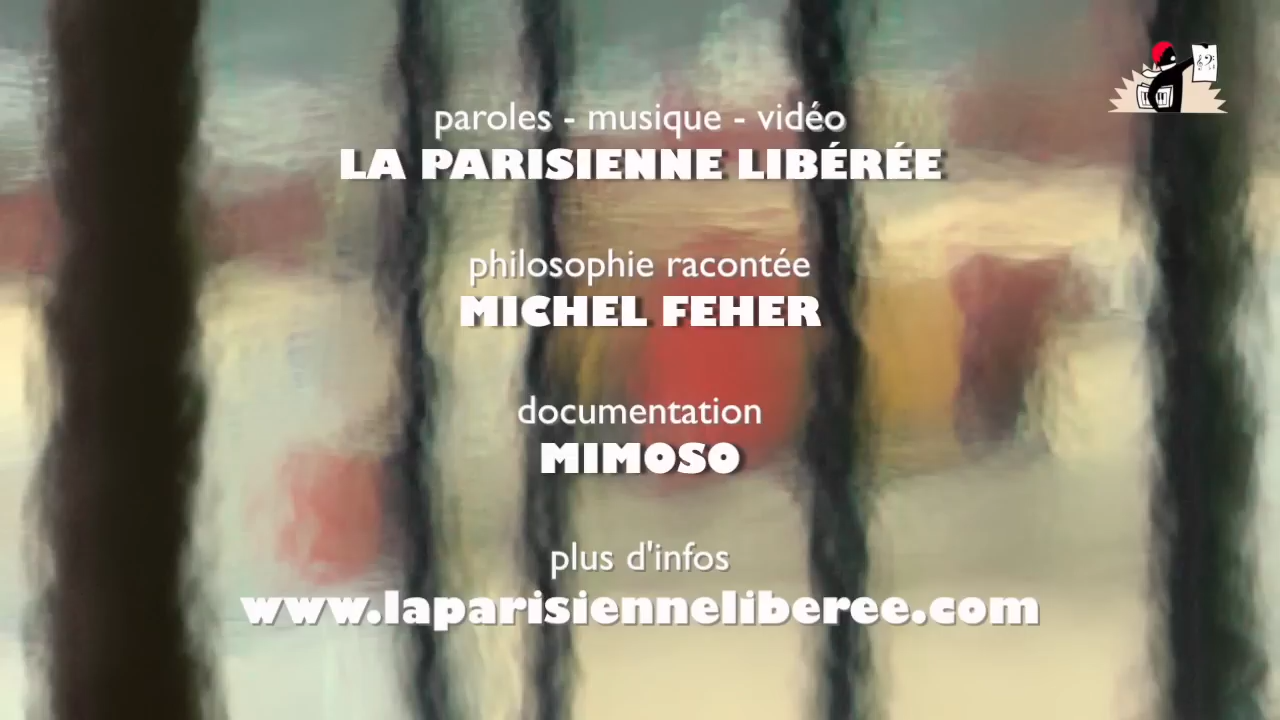 paroles - musique - vidéo
LA PARISIENNE LIBÉRÉE
philosophie racontée
MICHEL FEHER
documentation
MIMOSO
plus d'infos
www.laparisienneliberee.com